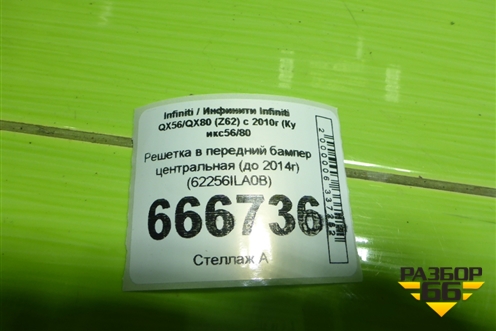 Infiniti / Инфинити Infiniti
QX56/QX80 (Z62) с 2010г (Ку
икс56/80
Решетка в передний бампер
центральная (до 2014г)
(62256ILA0B)
666736
Стеллаж А
РАЗБОР
66